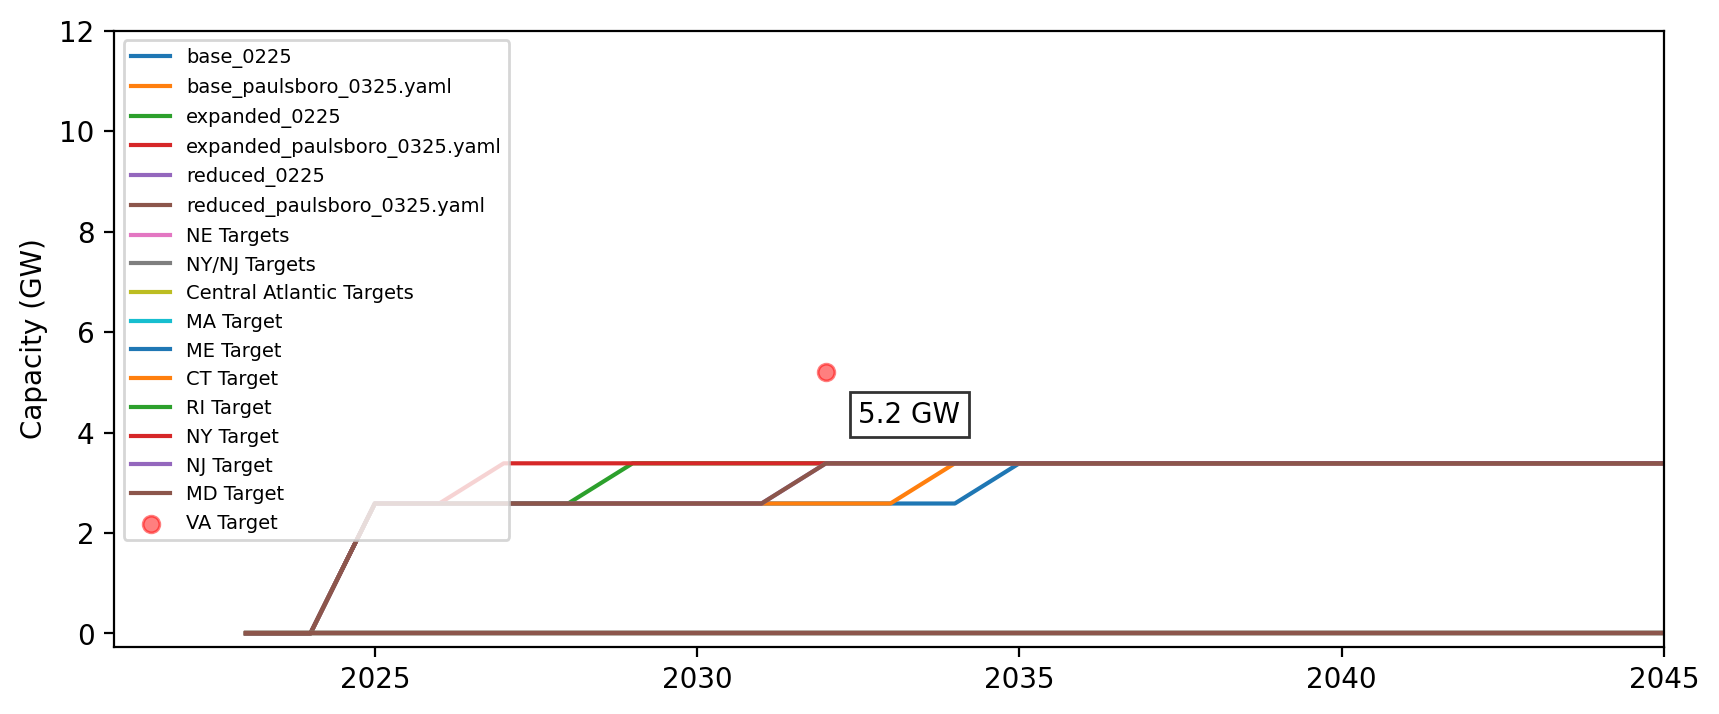 12
10
8
6
4
2
0
Capacity (GW)
base_0225
base_paulsboro_0325.yaml
expanded_0225
expanded_paulsboro_0325.yaml
reduced_0225
reduced_paulsboro_0325.yaml
NE Targets
NY/NJ Targets
Central Atlantic Targets
MA Target
ME Target
CT Target
RI Target
NY Target
NJ Target
MD Target
VA Target
5.2 GW
2025
2030
2035
2040
2045